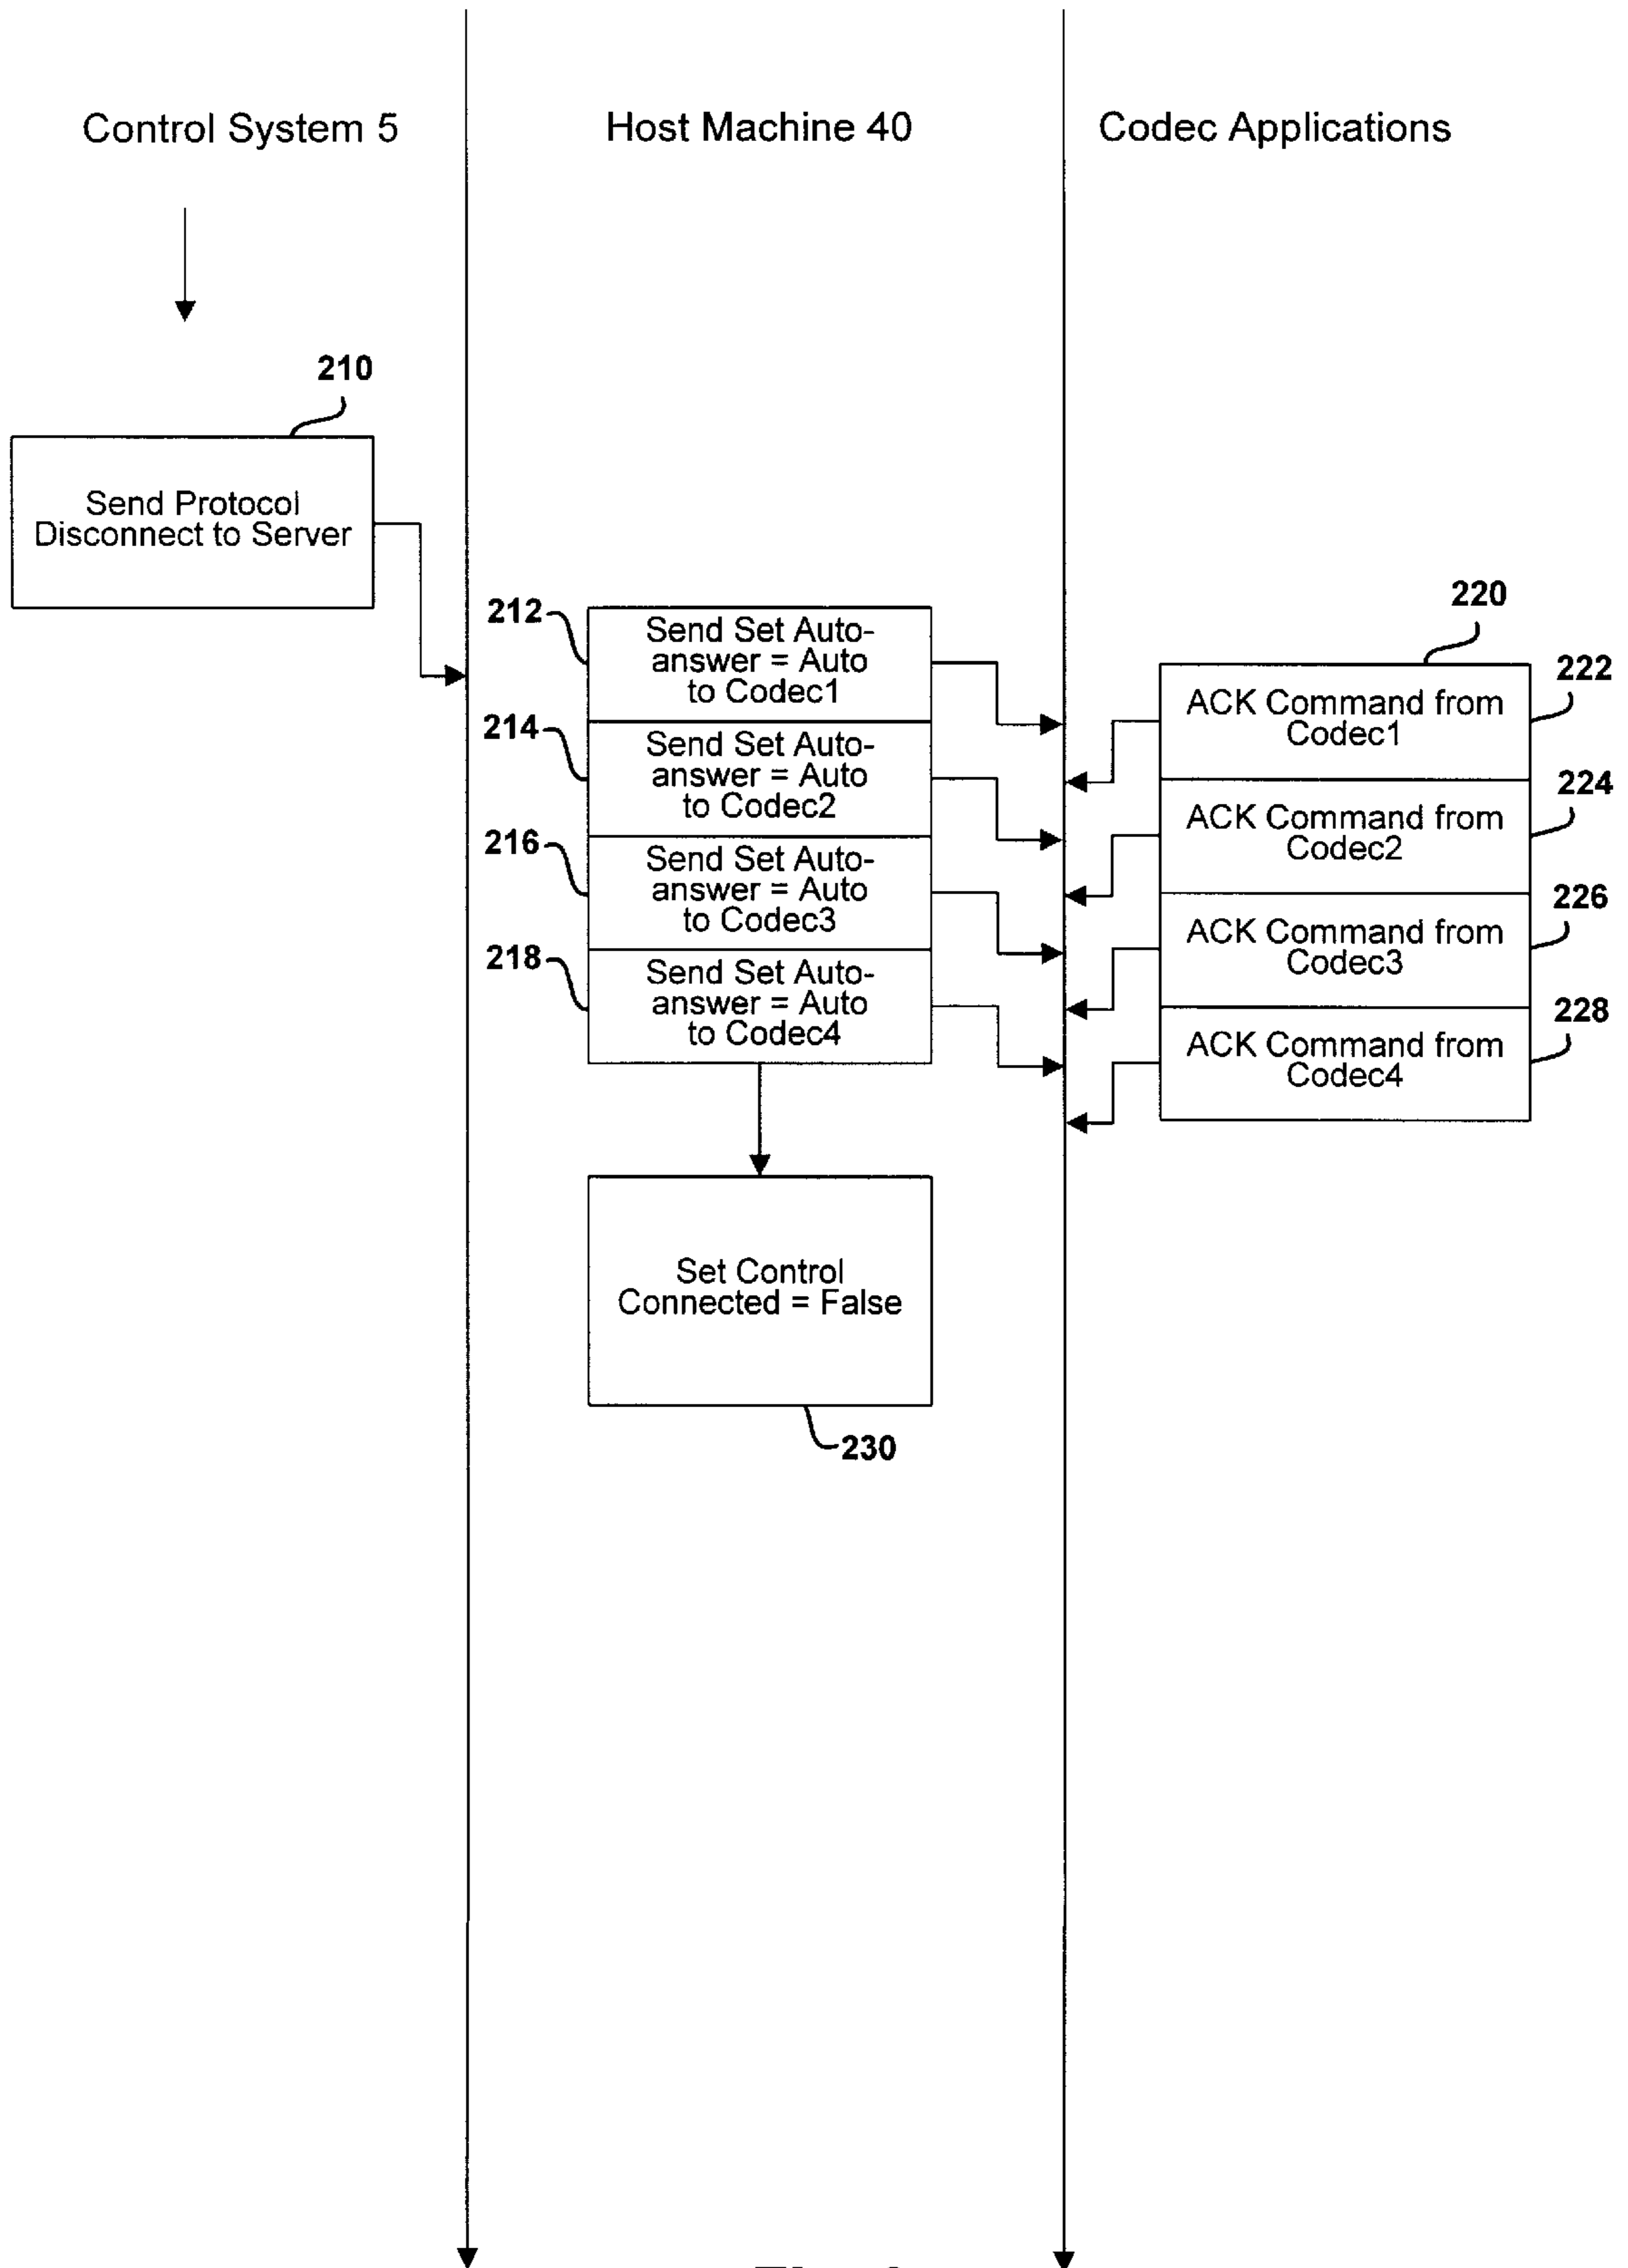 Control System 5
Host Machine 40
Codec Applications
210
Send Protocol
Disconnect to Server
212
Send Set Auto-
answer = Auto
to Codec1
214
Send Set Auto-
answer = Auto
to Codec2
216
Send Set Auto-
answer = Auto
to Codec3
218
Send Set Auto-
answer = Auto
to Codec4
220
222
ACK Command from
Codec1
224
ACK Command from
Codec2
226
ACK Command from
Codec3
228
ACK Command from
Codec4
Set Control
Connected = False
230